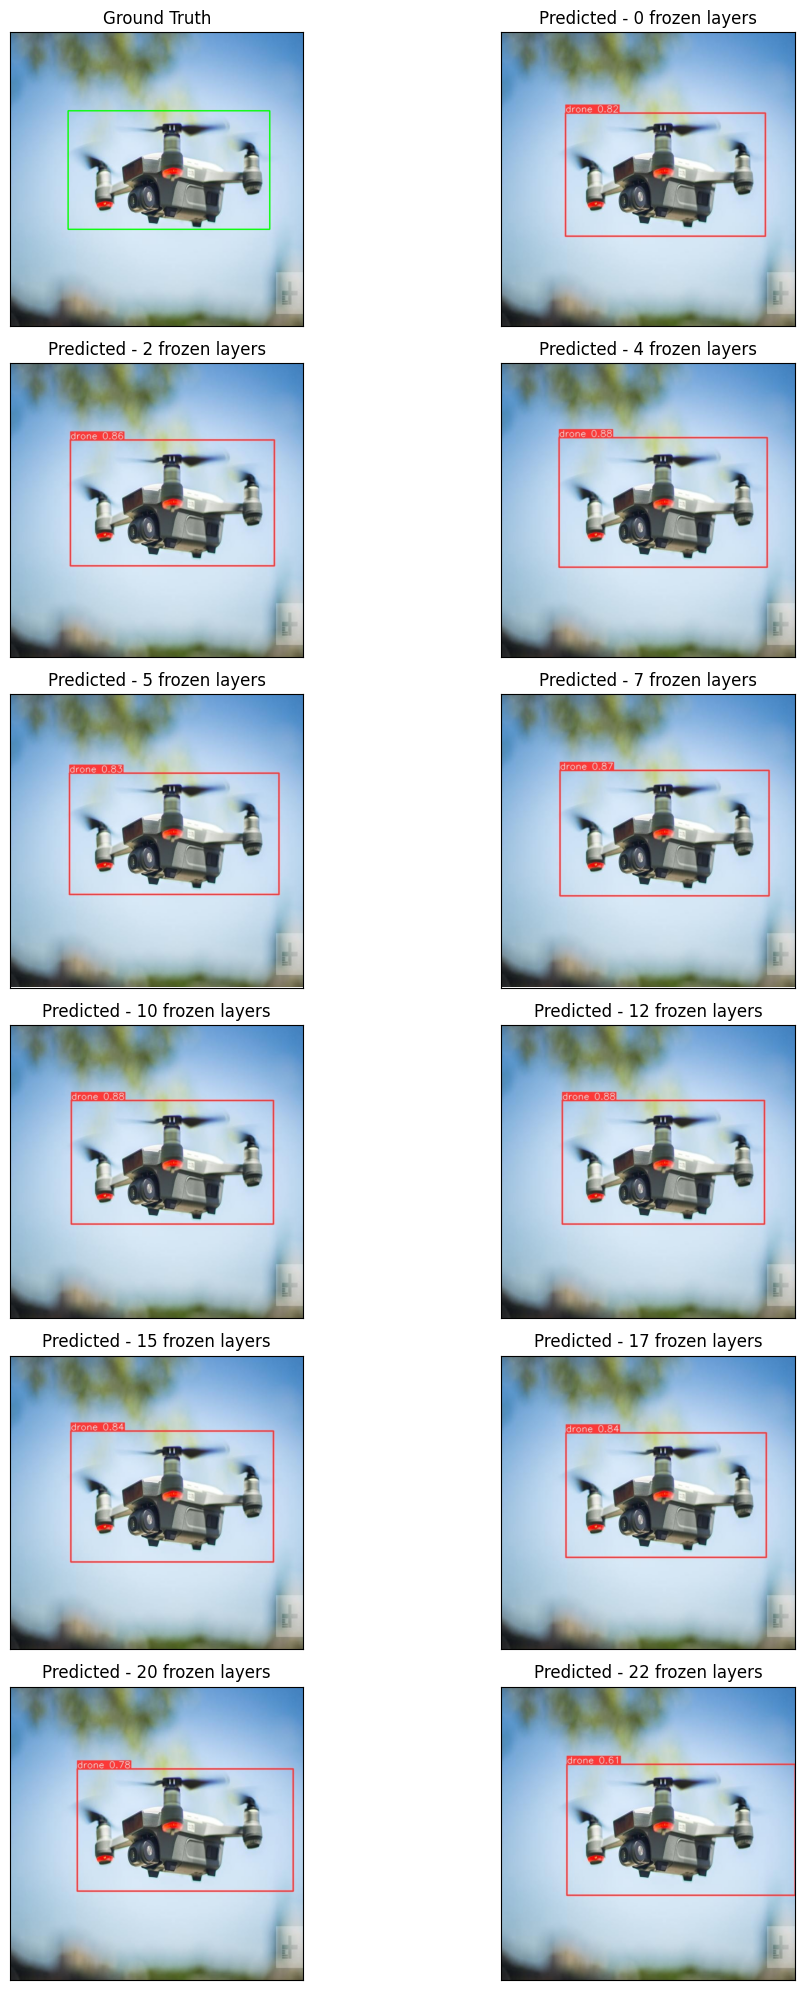 Ground Truth
Predicted - 0 frozen layers
drone 0.82
Predicted - 2 frozen layers
Predicted - 4 frozen layers
drone 0.86
drone 0.88
Predicted - 5 frozen layers
Predicted - 7 frozen layers
drone 0.83
drone 0.87
Predicted - 10 frozen layers
Predicted - 12 frozen layers
drone 0.88
drone 0.88
Predicted - 15 frozen layers
Predicted - 17 frozen layers
drone 0.84
drone 0.84
Predicted - 20 frozen layers
Predicted - 22 frozen layers
drone 0.78
drone 0.61